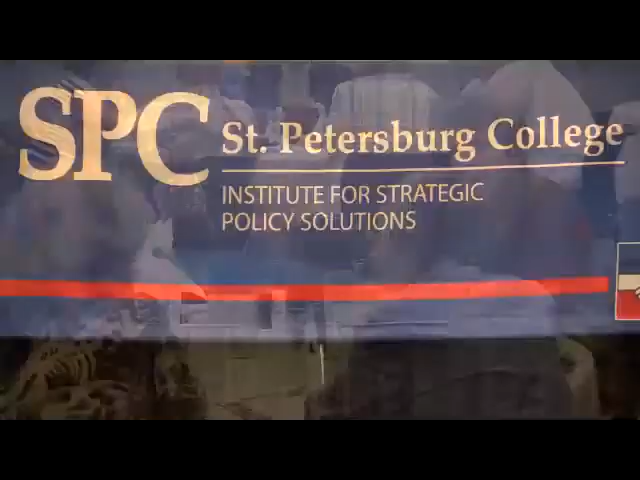 SPC St. Petersburg College
INSTITUTE FOR STRATEGIC
POLICY SOLUTIONS